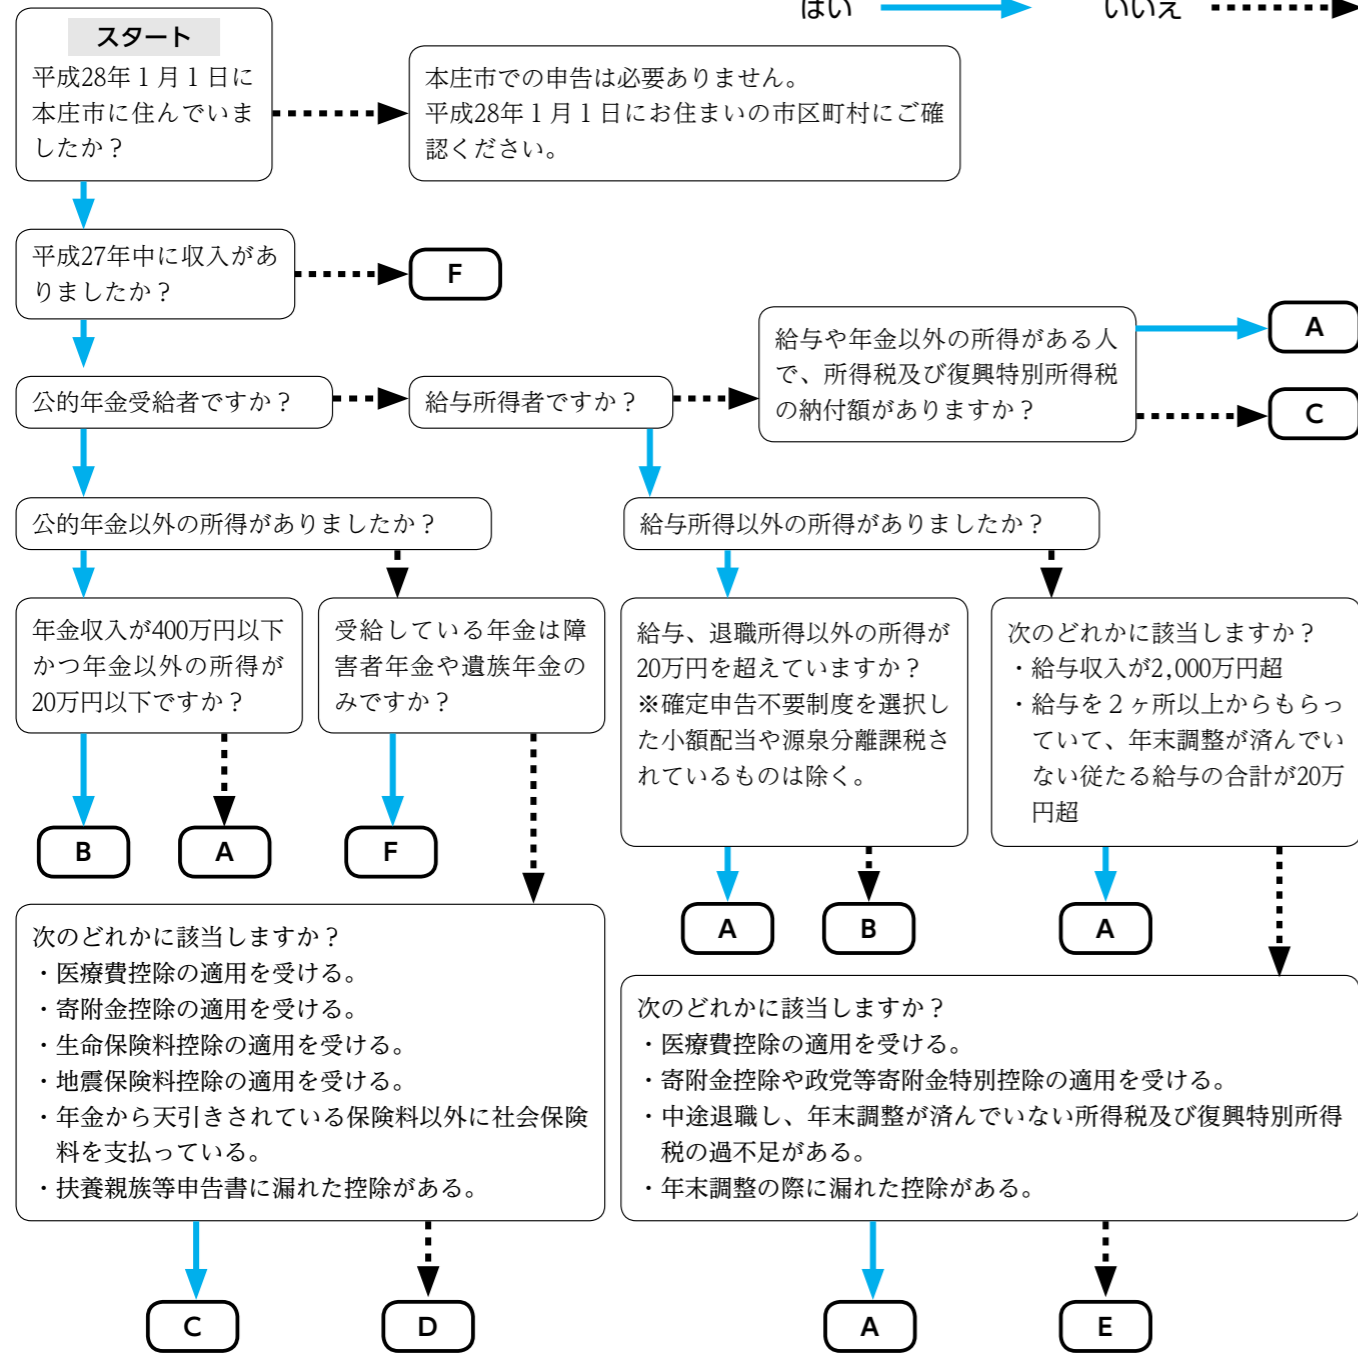 はい
いいえ
スタート
平成28年1月1日に
本庄市に住んでいま
したか？
本庄市での申告は必要ありません。
平成28年1月1日にお住まいの市区町村にご確
認ください。
平成27年中に収入があ
りましたか？
F
給与や年金以外の所得がある人
で、所得税及び復興特別所得税
の納付額がありますか？
A
C
公的年金受給者ですか？
給与所得者ですか？
公的年金以外の所得がありましたか？
給与所得以外の所得がありましたか？
年金収入が400万円以下
かつ年金以外の所得が
20万円以下ですか？
受給している年金は障
害者年金や遺族年金の
みですか？
給与、退職所得以外の所得が
20万円を超えていますか？
※確定申告不要制度を選択し
た小額配当や源泉分離課税さ
れているものは除く。
次のどれかに該当しますか？
・給与収入が2,000万円超
・給与を２ヶ所以上からもらっ
ていて、年末調整が済んでい
ない従たる給与の合計が20万
円超
B
A
F
A
B
A
次のどれかに該当しますか？
・医療費控除の適用を受ける。
・寄附金控除の適用を受ける。
・生命保険料控除の適用を受ける。
・地震保険料控除の適用を受ける。
・年金から天引きされている保険料以外に社会保険
料を支払っている。
・扶養親族等申告書に漏れた控除がある。
次のどれかに該当しますか？
・医療費控除の適用を受ける。
・寄附金控除や政党等寄附金特別控除の適用を受ける。
・中途退職し、年末調整が済んでいない所得税及び復興特別所得
税の過不足がある。
・年末調整の際に漏れた控除がある。
C
D
A
E